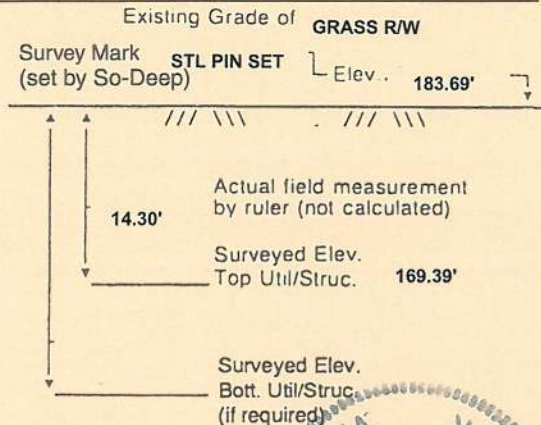 Existing Grade of GRASS R/W
Survey Mark STL PIN SET Elev.. 183.69'
(set by So-Deep)
Actual field measurement
14.30' by ruler (not calculated)
Surveyed Elev.
Top Util/Struc. 169.39'
Surveyed Elev.
Bott. Util/Struc.
(if required)